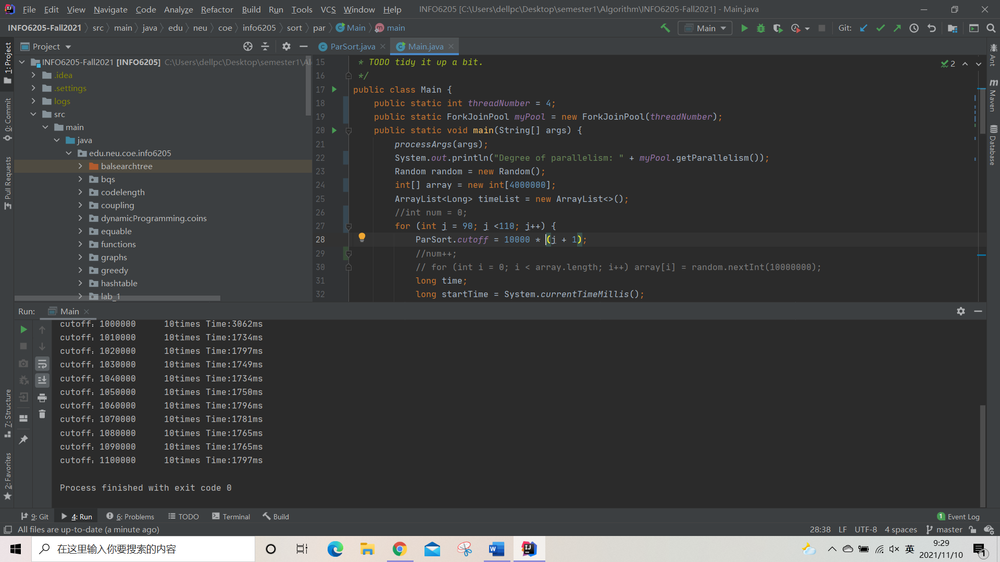 File Edit View Navigate Code Analyze Refactor Build Run Tools VCS Window Help INFO6205 [C:\Users\dellpc\Desktop\semester1\Algorithm\INFO6205-Fall2021] - Main.java
INFO6205-Fall2021 src main java edu neu coe info6205 sort par Main main Main Git:
Project ParSort.java Main.java
INFO6205-Fall2021 [INFO6205] C:\Users\dellpc\Desktop\semester1\Al
.idea
.settings
logs
src
main
java
edu.neu.coe.info6205
balsearchtree
bqs
codelength
coupling
dynamicProgramming.coins
equable
functions
graphs
greedy
hashtable
lab_1
15 * TODO tidy it up a bit.
16 */
17 public class Main {
18 public static int threadNumber = 4;
19 public static ForkJoinPool myPool = new ForkJoinPool(threadNumber);
20 public static void main(String[] args) {
21 processArgs(args);
22 System.out.println("Degree of parallelism: " + myPool.getParallelism());
23 Random random = new Random();
24 int[] array = new int[4000000];
25 ArrayList<Long> timeList = new ArrayList<>();
26 //int num = 0;
27 for (int j = 90; j <110; j++) {
28 ParSort.cutoff = 10000 * (j + 1);
29 //num++;
30 // for (int i = 0; i < array.length; i++) array[i] = random.nextInt(10000000);
31 long time;
32 long startTime = System.currentTimeMillis();
2
1: Project
0: Commit
Pull Requests
7: Structure
2: Favorites
Ant
Maven
Database
Run: Main
cutoff：1000000 10times Time:3062ms
cutoff：1010000 10times Time:1734ms
cutoff：1020000 10times Time:1797ms
cutoff：1030000 10times Time:1749ms
cutoff：1040000 10times Time:1734ms
cutoff：1050000 10times Time:1750ms
cutoff：1060000 10times Time:1796ms
cutoff：1070000 10times Time:1781ms
cutoff：1080000 10times Time:1765ms
cutoff：1090000 10times Time:1765ms
cutoff：1100000 10times Time:1797ms
Process finished with exit code 0
9: Git 4: Run 6: Problems TODO Terminal Build 1 Event Log
All files are up-to-date (a minute ago) 28:38 LF UTF-8 4 spaces master
在这里输入你要搜索的内容 英 9:29
2021/11/10 1